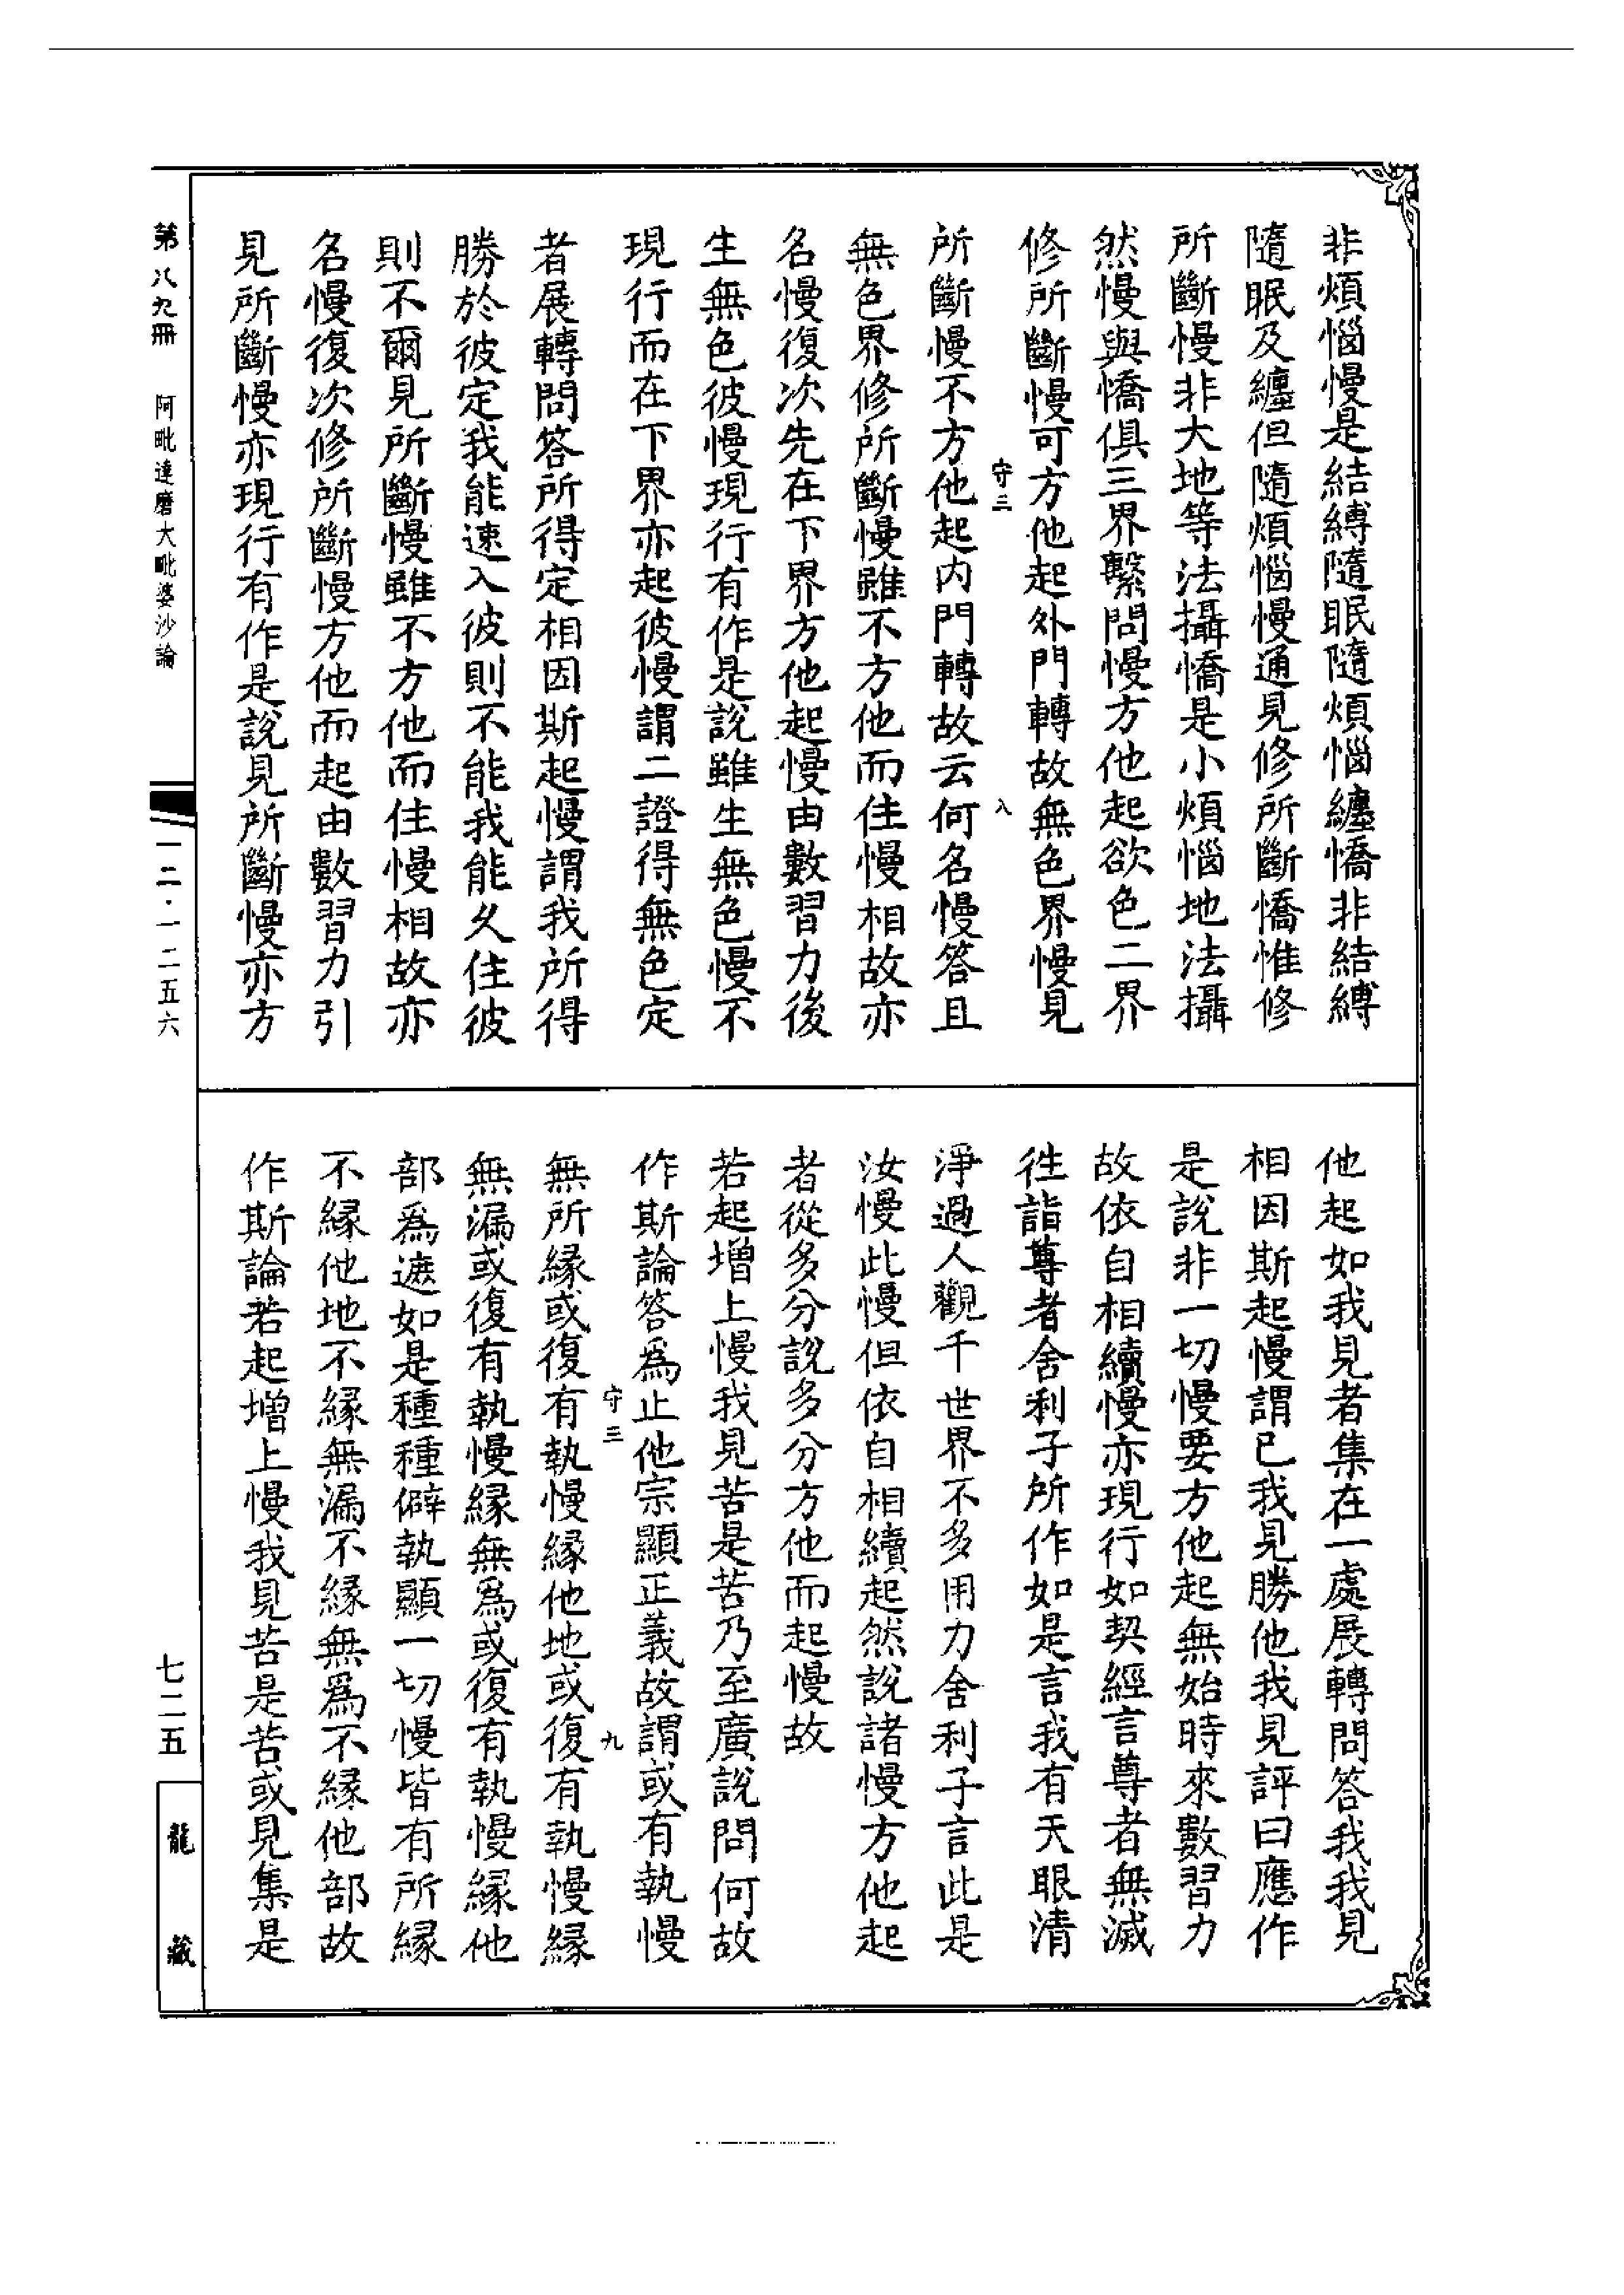 非煩惱慢是結縛隨眠隨煩惱纏憍非結縛
隨眠及纏但隨煩惱慢通見修所斷憍惟修
所斷慢非大地等法攝憍是小煩惱地法攝
然慢與憍俱三界繫問慢方他起欲色二界
修所斷慢可方他起外門轉故無色界慢見
守三
入
所斷慢不方他起内門轉故云何名慢答且
無色界修所斷慢雖不方他而住慢相故亦
名慢復次先在下界方他起慢由數習力後
生無色彼慢現行有作是說雖生無色慢不
現行而在下界亦起彼慢謂二證得無色定
者展轉問答所得定相因斯起慢謂我所得
勝於彼定我能速入彼則不能我能久住彼
則不爾見所斷慢雖不方他而住慢相故亦
名慢復次修所斷慢方他而起由數習力引
見所斷慢亦現行有作是說見所斷慢亦方
他起如我見者集在一處展轉問答我我見
相因斯起慢謂已我見勝他我見評曰應作
是說非一切慢要方他起無始時來數習力
故依自相續慢亦現行如契經言尊者無滅
往詣尊者舍利子所作如是言我有天眼清
淨過人觀千世界不多用力舍利子言此是
汝慢此慢但依自相續起然說諸慢方他起
者從多分說多分方他而起慢故
若起增上慢我見苦是苦乃至廣說問何故
作斯論答爲止他宗顯正義故謂或有執慢
守三
九
無所緣或復有執慢緣他地或復有執慢緣
無漏或復有執慢緣無爲或復有執慢緣他
部爲遮如是種種僻執顯一切慢皆有所緣
不緣他地不緣無漏不緣無爲不緣他部故
作斯論若起增上慢我見苦是苦或見集是
第八九冊
阿毗達磨大毗婆沙論
一二·一二五六
七二五
龍藏